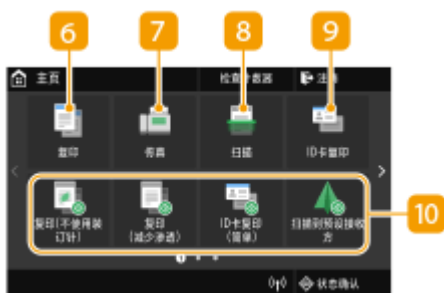 6 7 8 9
主页 检查计数器 注销
复印 传真 扫描 ID卡复印
复印(不使用装订针) 复印(减少渗透) ID卡复印(简单) 扫描到预设接收方
10
1
状态确认